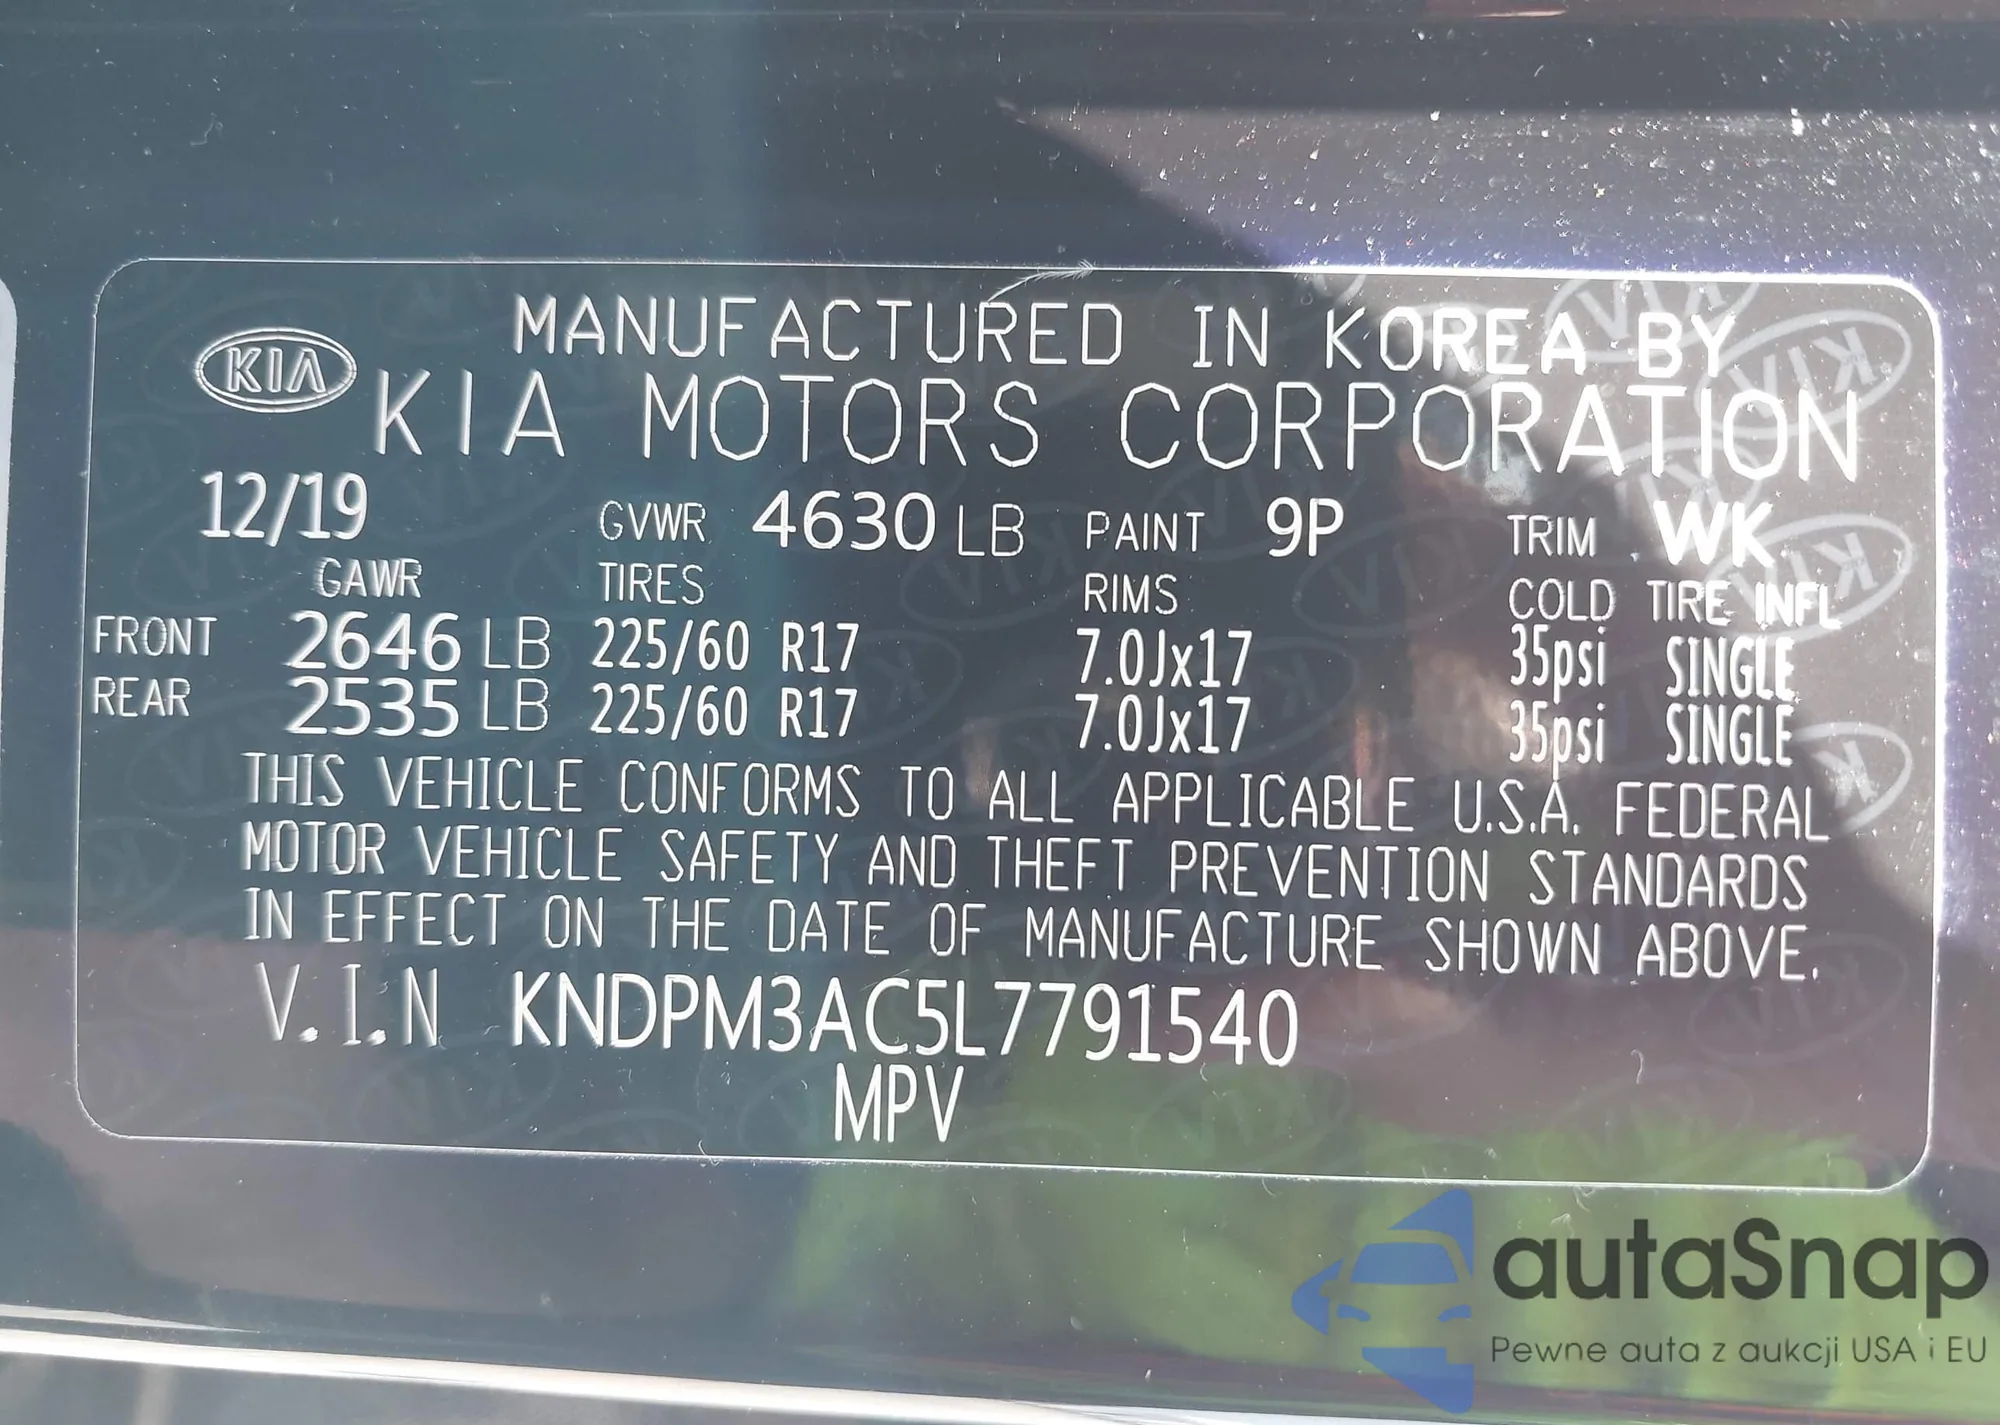 MANUFACTURED IN KOREA BY
KIA KIA MOTORS CORPORATION
12/19 GVWR 4630 LB PAINT 9P TRIM WK
GAWR TIRES RIMS COLD TIRE INFL
FRONT 2646 LB 225/60 R17 7.0Jx17 35psi SINGLE
REAR 2535 LB 225/60 R17 7.0Jx17 35psi SINGLE
THIS VEHICLE CONFORMS TO ALL APPLICABLE U.S.A. FEDERAL
MOTOR VEHICLE SAFETY AND THEFT PREVENTION STANDARDS
IN EFFECT ON THE DATE OF MANUFACTURE SHOWN ABOVE.
V.I.N KNDPM3AC5L7791540
MPV
autaSnap
Pewne auta z aukcji USA i EU